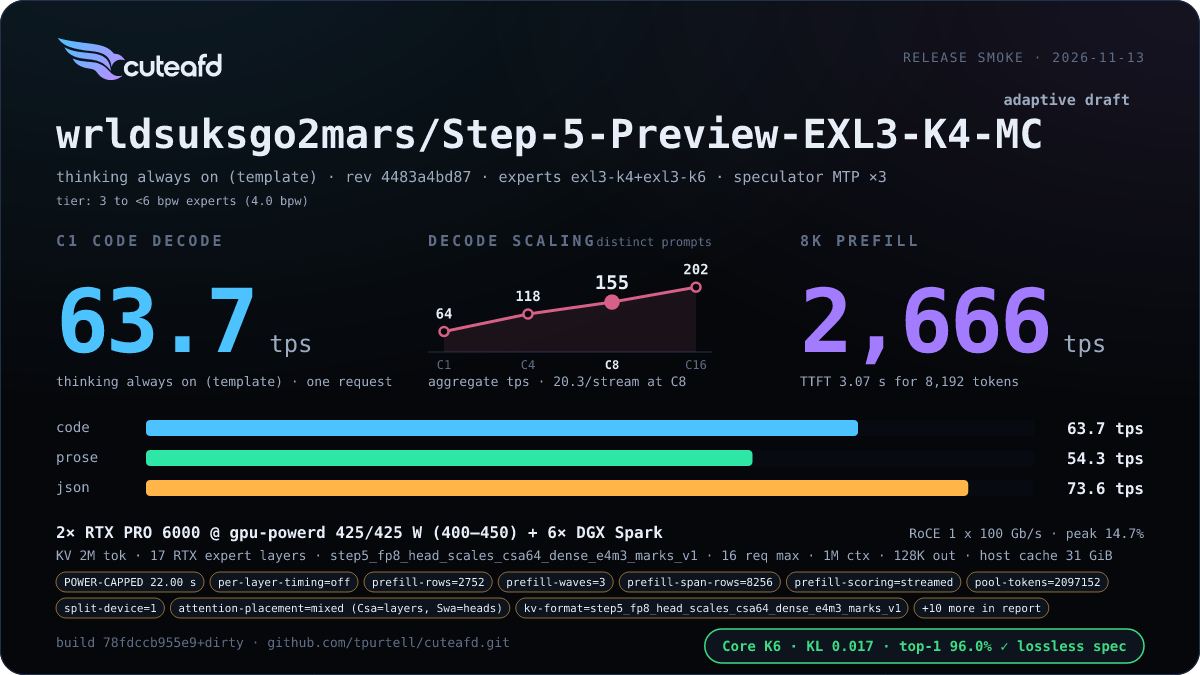 cuteafd
RELEASE SMOKE · 2026-11-13
adaptive draft
wrldsuksgo2mars/Step-5-Preview-EXL3-K4-MC
thinking always on (template) · rev 4483a4bd87 · experts exl3-k4+exl3-k6 · speculator MTP ×3
tier: 3 to <6 bpw experts (4.0 bpw)
C1 CODE DECODE
63.7 tps
thinking always on (template) · one request
DECODE SCALING distinct prompts
64 118 155 202
C1 C4 C8 C16
aggregate tps · 20.3/stream at C8
8K PREFILL
2,666 tps
TTFT 3.07 s for 8,192 tokens
code 63.7 tps
prose 54.3 tps
json 73.6 tps
2× RTX PRO 6000 @ gpu-powerd 425/425 W (400–450) + 6× DGX Spark
RoCE 1 x 100 Gb/s · peak 14.7%
KV 2M tok · 17 RTX expert layers · step5_fp8_head_scales_csa64_dense_e4m3_marks_v1 · 16 req max · 1M ctx · 128K out · host cache 31 GiB
POWER-CAPPED 22.00 s per-layer-timing=off prefill-rows=2752 prefill-waves=3 prefill-span-rows=8256 prefill-scoring=streamed pool-tokens=2097152
split-device=1 attention-placement=mixed (Csa=layers, Swa=heads) kv-format=step5_fp8_head_scales_csa64_dense_e4m3_marks_v1 +10 more in report
build 78fdccb955e9+dirty · github.com/tpurtell/cuteafd.git
Core K6 · KL 0.017 · top-1 96.0% ✓ lossless spec